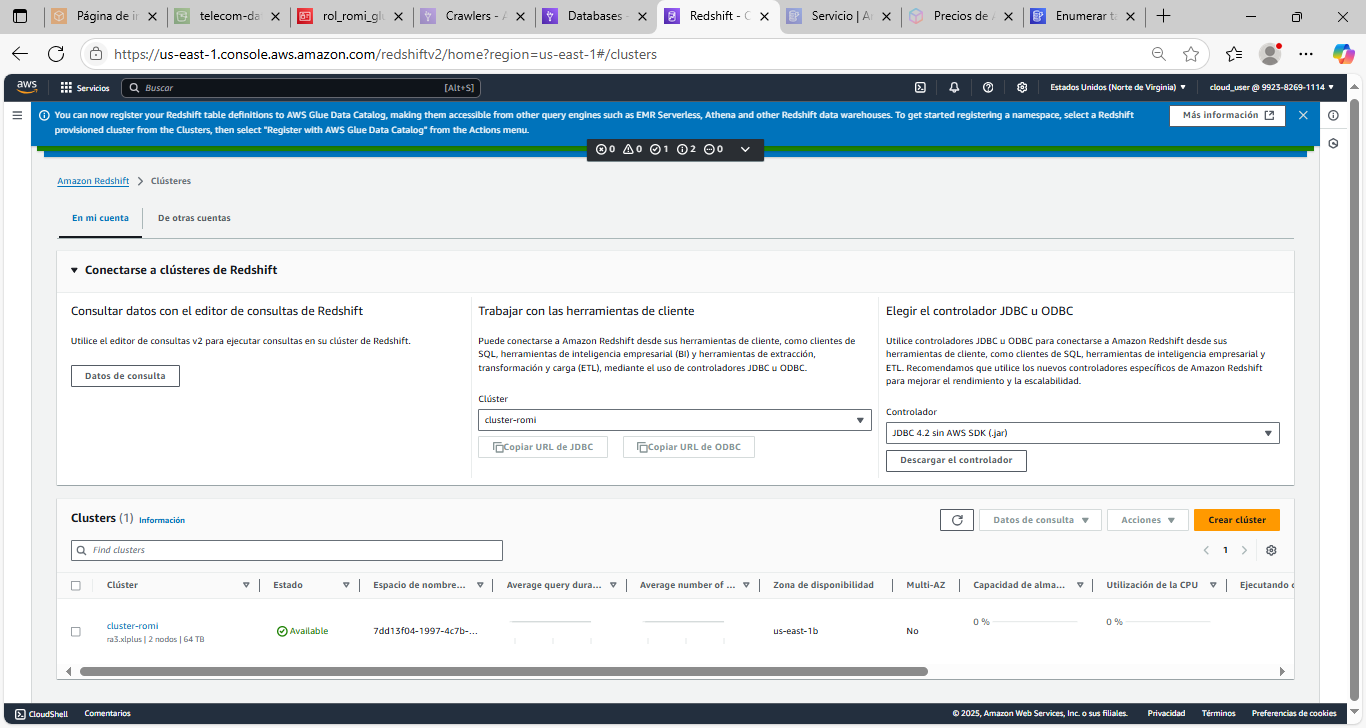 Página de in
telecom-da
rol_romi_gl
Crawlers - A
Databases -
Redshift - C
Servicio | A
Precios de
Enumerar ta
https://us-east-1.console.aws.amazon.com/redshiftv2/home?region=us-east-1#/clusters
aws
Servicios
Buscar
[Alt+S]
Estados Unidos (Norte de Virginia)
cloud_user @ 9923-8269-1114
You can now register your Redshift table definitions to AWS Glue Data Catalog, making them accessible from other query engines such as EMR Serverless, Athena and other Redshift data warehouses. To get started registering a namespace, select a Redshift
provisioned cluster from the Clusters, then select "Register with AWS Glue Data Catalog" from the Actions menu.
Más información
0 0 1 2 0
Amazon Redshift > Clústeres
En mi cuenta
De otras cuentas
Conectarse a clústeres de Redshift
Consultar datos con el editor de consultas de Redshift
Utilice el editor de consultas v2 para ejecutar consultas en su clúster de Redshift.
Datos de consulta
Trabajar con las herramientas de cliente
Puede conectarse a Amazon Redshift desde sus herramientas de cliente, como clientes de
SQL, herramientas de inteligencia empresarial (BI) y herramientas de extracción,
transformación y carga (ETL), mediante el uso de controladores JDBC u ODBC.
Clúster
cluster-romi
Copiar URL de JDBC
Copiar URL de ODBC
Elegir el controlador JDBC u ODBC
Utilice controladores JDBC u ODBC para conectarse a Amazon Redshift desde sus
herramientas de cliente, como clientes de SQL, herramientas de inteligencia empresarial y
ETL. Recomendamos que utilice los nuevos controladores específicos de Amazon Redshift
para mejorar el rendimiento y la escalabilidad.
Controlador
JDBC 4.2 sin AWS SDK (.jar)
Descargar el controlador
Clusters (1) Información
Datos de consulta
Acciones
Crear clúster
Find clusters
1
Clúster
Estado
Espacio de nombre...
Average query dura...
Average number of ...
Zona de disponibilidad
Multi-AZ
Capacidad de alma...
Utilización de la CPU
Ejecutando c
cluster-romi
ra3.xlplus | 2 nodos | 64 TB
Available
7dd13f04-1997-4c7b-...
us-east-1b
No
0 %
0 %
CloudShell
Comentarios
© 2025, Amazon Web Services, Inc. o sus filiales.
Privacidad
Términos
Preferencias de cookies